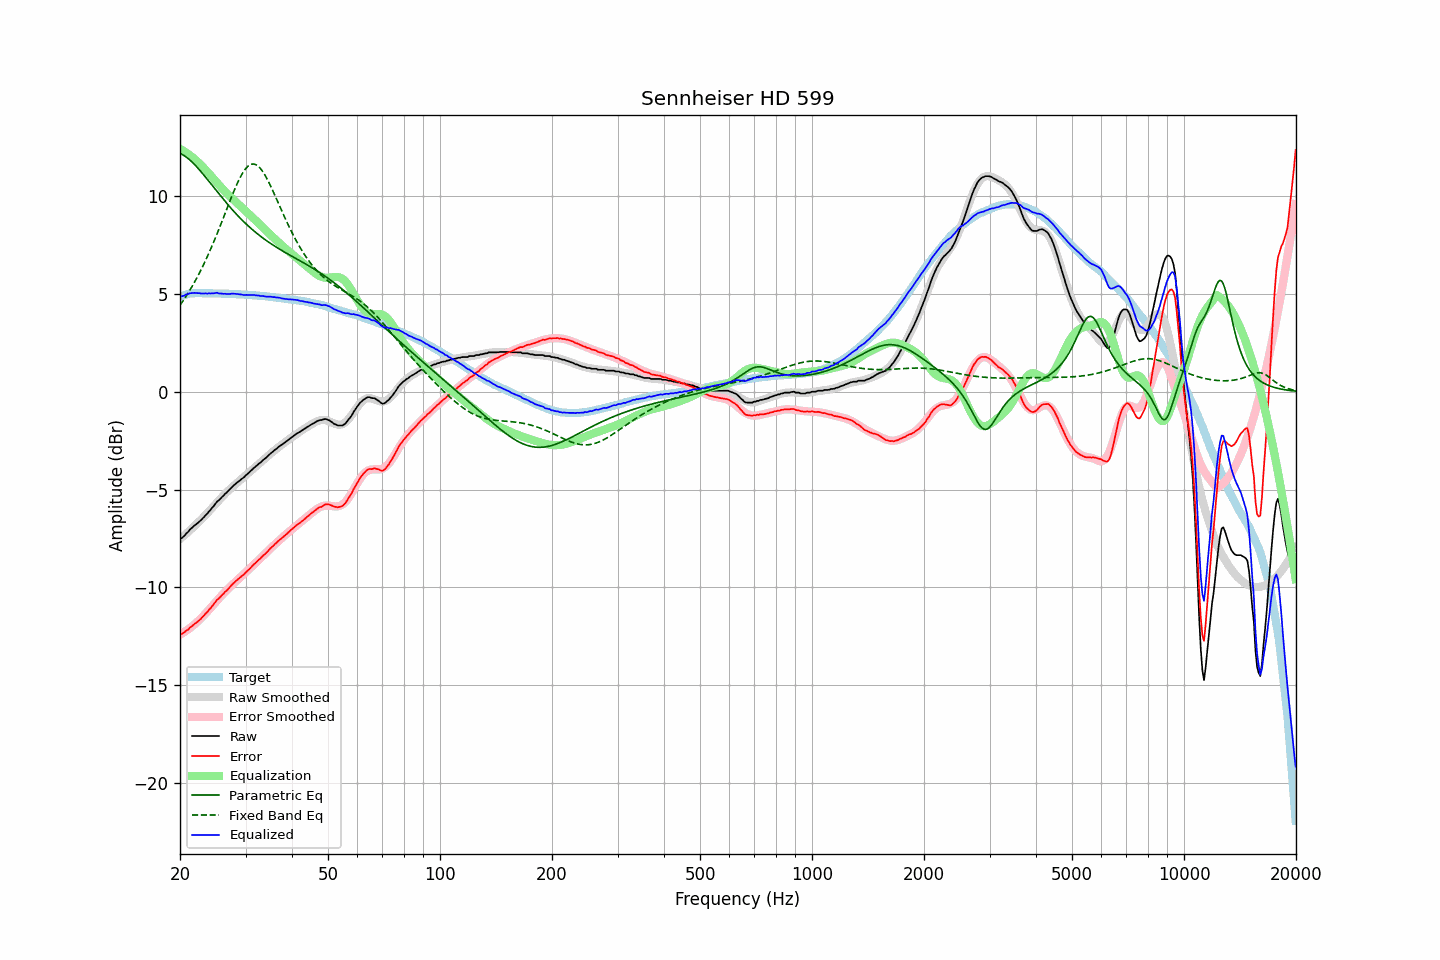 Sennheiser HD 599
Amplitude (dBr)
10
5
0
−5
−10
−15
−20
Target
Raw Smoothed
Error Smoothed
Raw
Error
Equalization
Parametric Eq
Fixed Band Eq
Equalized
20 50 100 200 500 1000 2000 5000 10000 20000
Frequency (Hz)